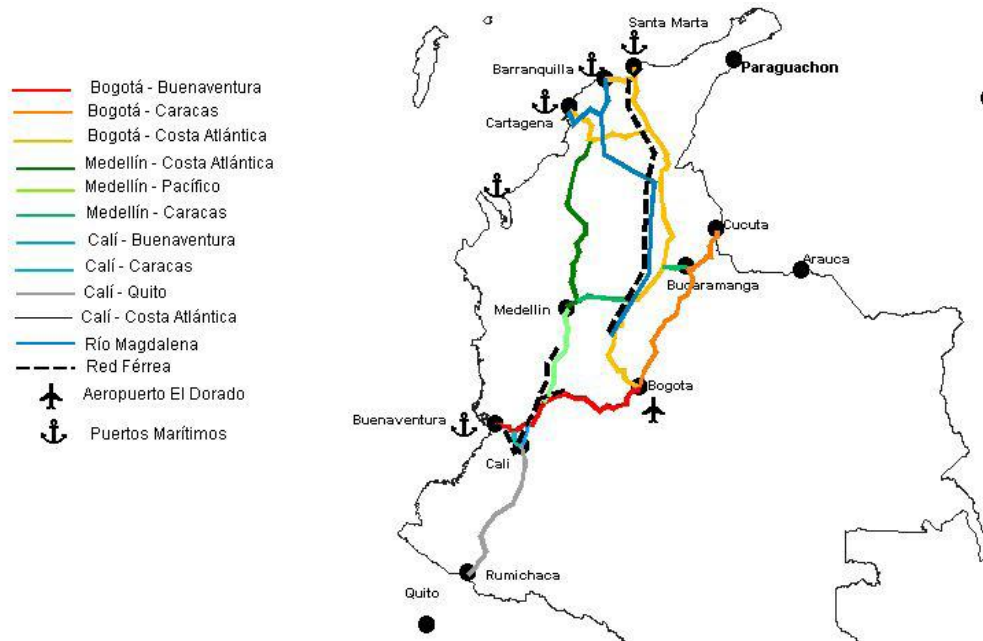 Bogotá - Buenaventura
Bogotá - Caracas
Bogotá - Costa Atlántica
Medellín - Costa Atlántica
Medellín - Pacífico
Medellín - Caracas
Calí - Buenaventura
Calí - Caracas
Calí - Quito
Calí - Costa Atlántica
Río Magdalena
Red Férrea
Aeropuerto El Dorado
Puertos Marítimos
Santa Marta
Barranquilla
Paraguachon
Cartagena
Cucuta
Arauca
Bucaramanga
Medellin
Bogota
Buenaventura
Cali
Rumichaca
Quito